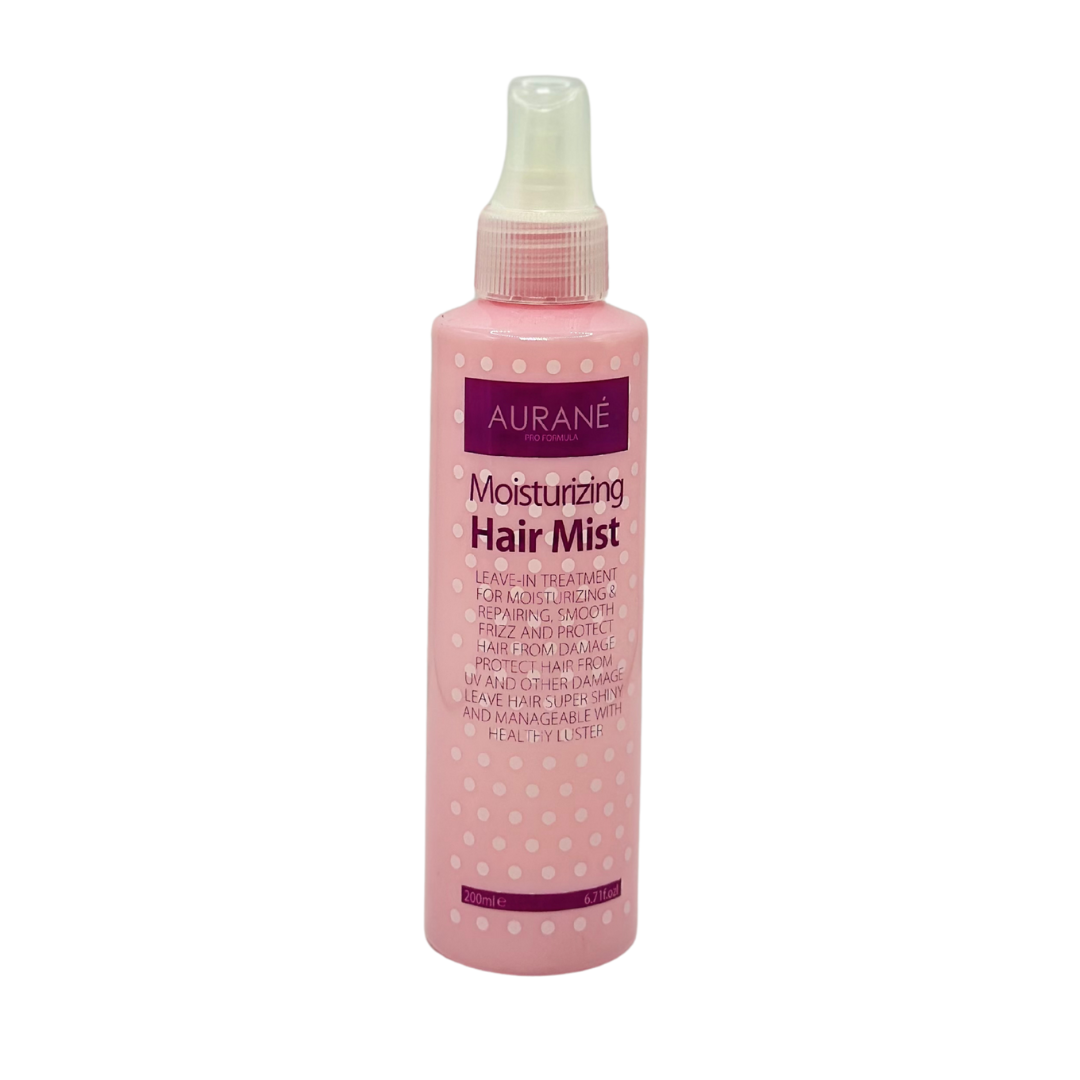 AURANÉ
PRO FORMULA
Moisturizing
Hair Mist
LEAVE-IN TREATMENT
FOR MOISTURIZING &
REPAIRING, SMOOTH
FRIZZ AND PROTECT
HAIR FROM DAMAGE
PROTECT HAIR FROM
UV AND OTHER DAMAGE
LEAVE HAIR SUPER SHINY
AND MANAGEABLE WITH
HEALTHY LUSTER
200ml ℮ 6.71f.oz